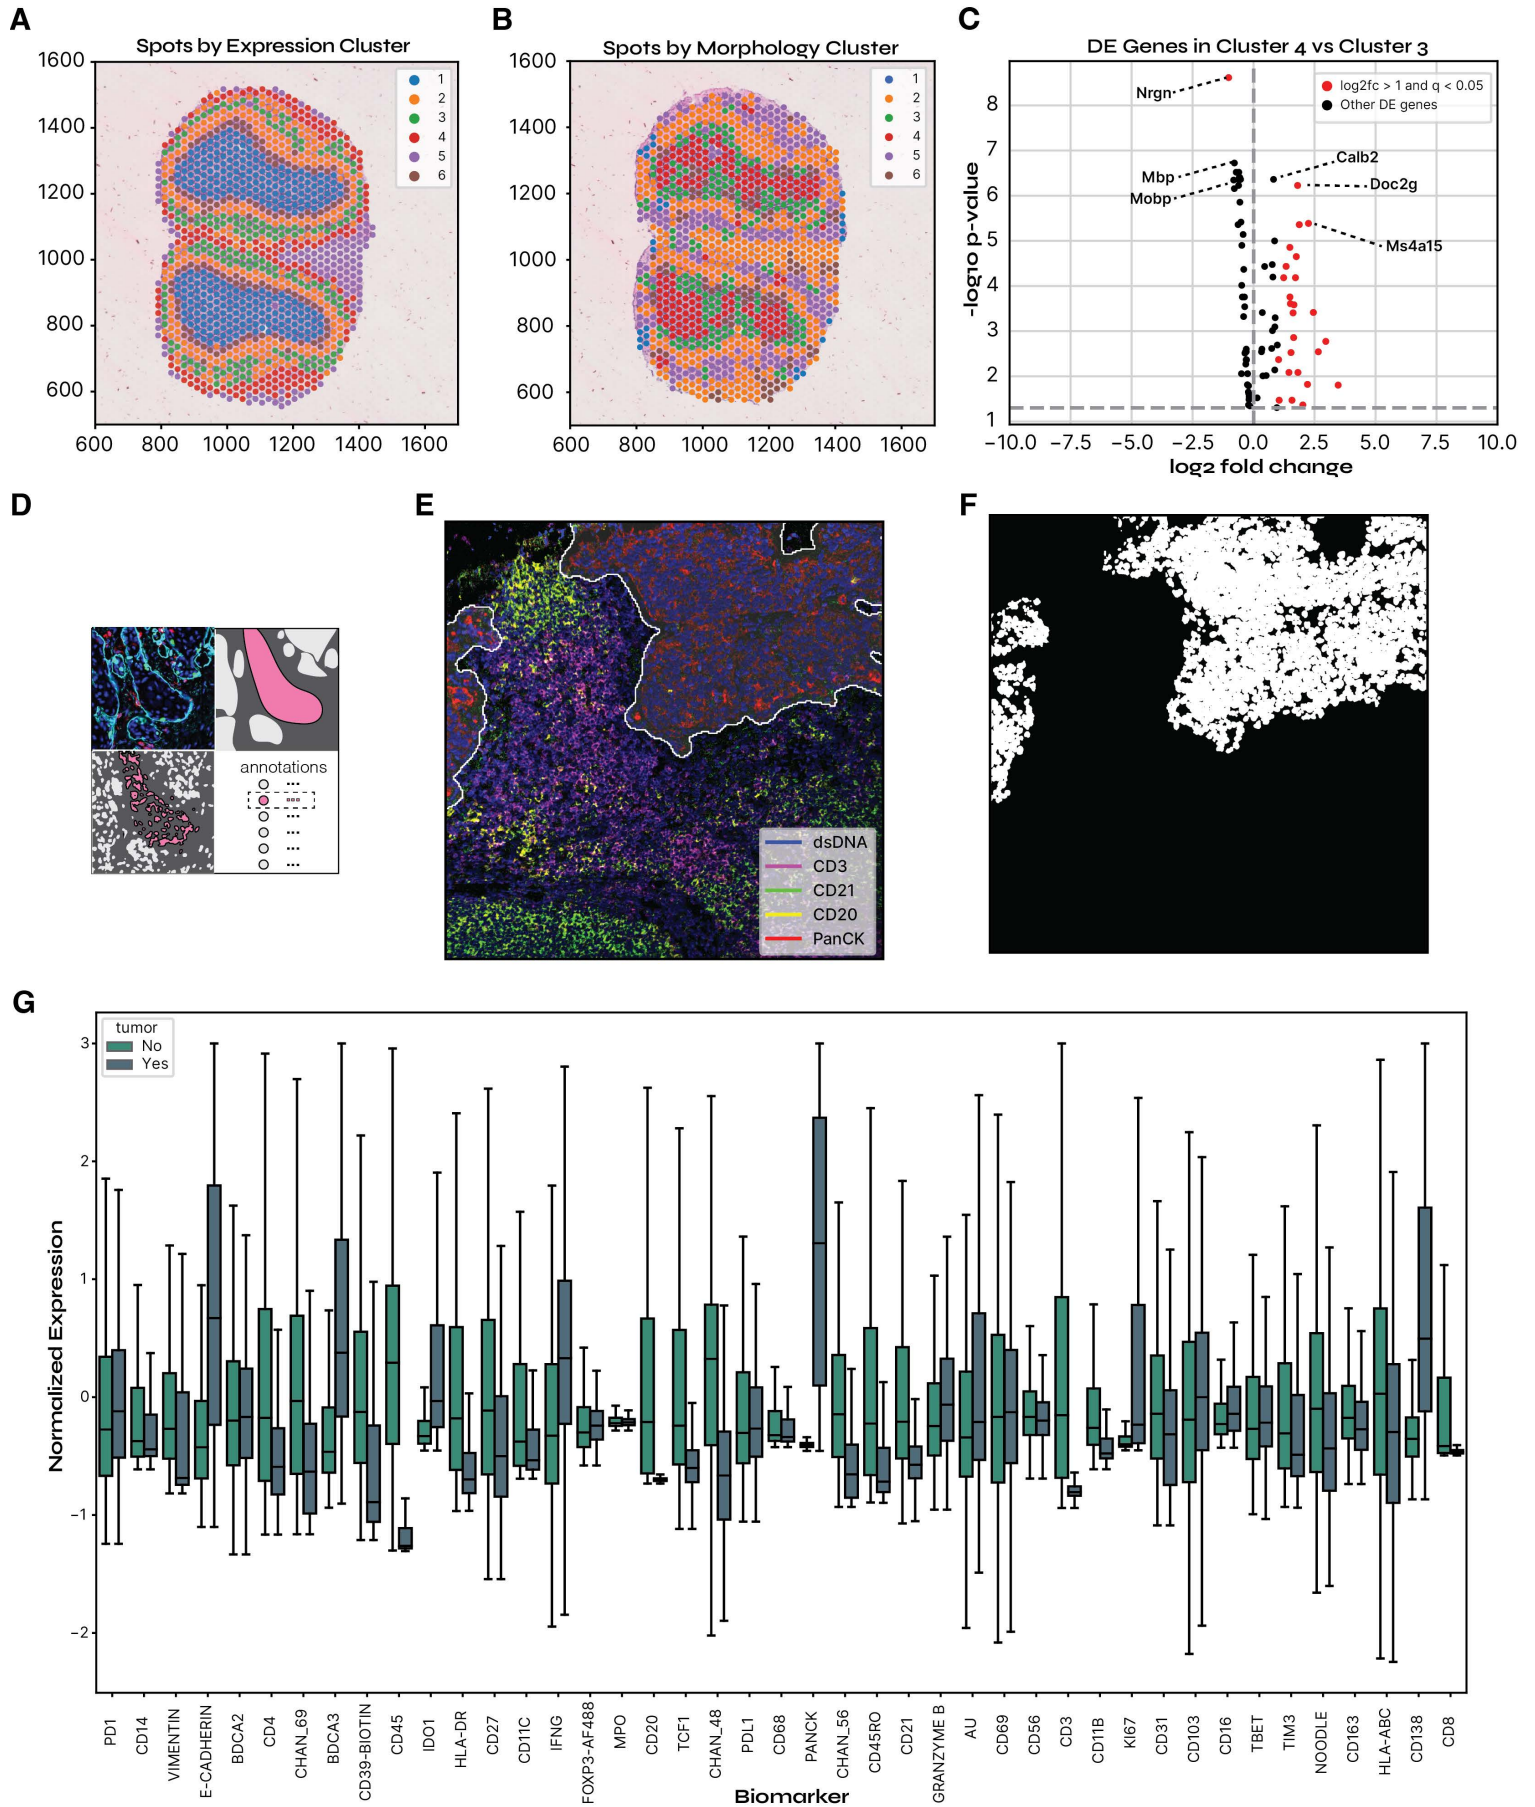 A
B
C
Spots by Expression Cluster
Spots by Morphology Cluster
DE Genes in Cluster 4 vs Cluster 3
1600
1400
1200
1000
800
600
600 800 1000 1200 1400 1600
1
2
3
4
5
6
1600
1400
1200
1000
800
600
600 800 1000 1200 1400 1600
1
2
3
4
5
6
-log10 p-value
8
7
6
5
4
3
2
1
−10.0 −7.5 −5.0 −2.5 0.0 2.5 5.0 7.5 10.0
log2 fold change
log2fc > 1 and q < 0.05
Other DE genes
Nrgn
Mbp
Mobp
Calb2
Doc2g
Ms4a15
D
E
F
annotations
dsDNA
CD3
CD21
CD20
PanCK
G
tumor
No
Yes
Normalized Expression
3
2
1
0
−1
−2
PD1
CD14
VIMENTIN
E-CADHERIN
BDCA2
CD4
CHAN_69
BDCA3
CD39-BIOTIN
CD45
IDO1
HLA-DR
CD27
CD11C
IFNG
FOXP3-AF488
MPO
CD20
TCF1
CHAN_48
PDL1
CD68
PANCK
CHAN_56
CD45RO
CD21
GRANZYME B
AU
CD69
CD56
CD3
CD11B
KI67
CD31
CD103
CD16
TBET
TIM3
NOODLE
CD163
HLA-ABC
CD138
CD8
Biomarker